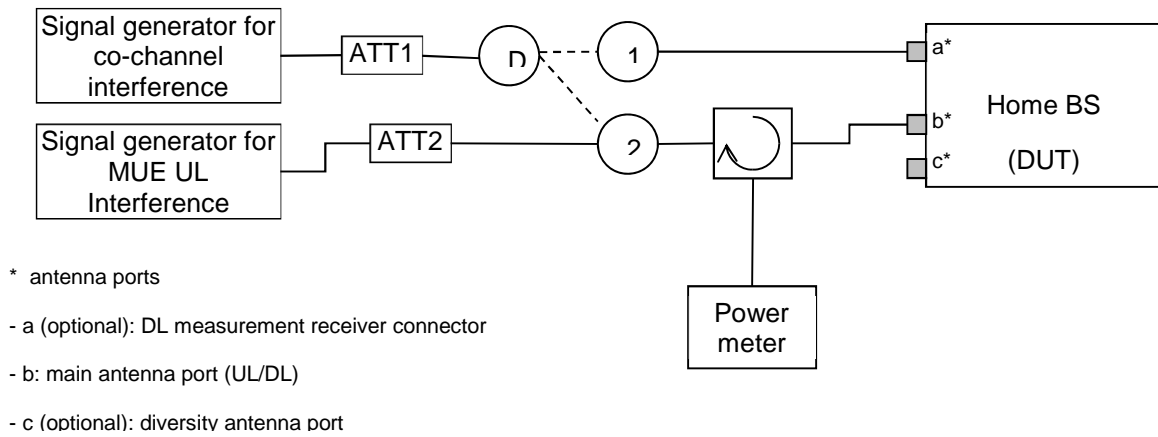 Signal generator for
co-channel
interference
ATT1
D
1
a*
Home BS
(DUT)
Signal generator for
MUE UL
Interference
ATT2
2
b*
c*
Power
meter
* antenna ports
- a (optional): DL measurement receiver connector
- b: main antenna port (UL/DL)
- c (optional): diversity antenna port